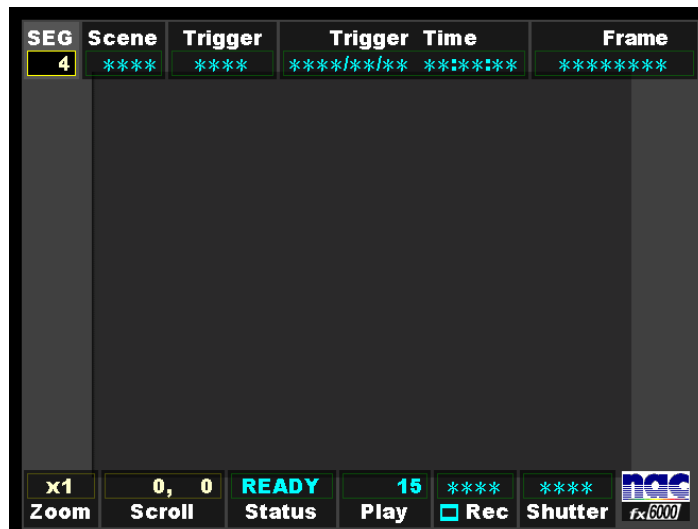 SEG Scene Trigger Trigger Time Frame
4 **** **** ****/**/** **:**:** ********
x1 0, 0 READY 15 **** **** nac
Zoom Scroll Status Play Rec Shutter fx6000